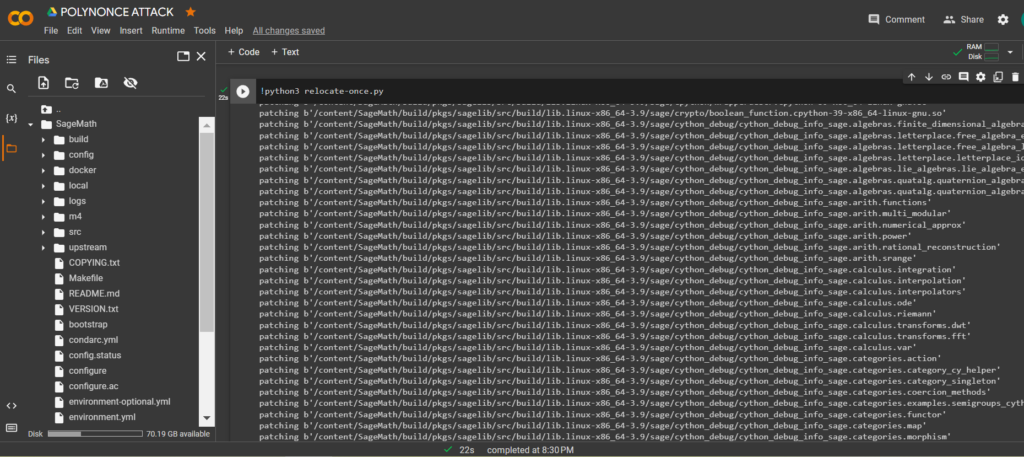 POLYNONCE ATTACK
File Edit View Insert Runtime Tools Help All changes saved
Comment Share
Files
+ Code + Text
RAM
Disk
22s
!python3 relocate-once.py
..
SageMath
build
config
docker
local
logs
m4
src
upstream
COPYING.txt
Makefile
README.md
VERSION.txt
bootstrap
condarc.yml
config.status
configure
configure.ac
environment-optional.yml
environment.yml
Disk 70.19 GB available
{x}
patching b'/content/SageMath/build/pkgs/sagelib/src/build/lib.linux-x86_64-3.9/sage/crypto/boolean_function.cpython-39-x86_64-linux-gnu.so'
patching b'/content/SageMath/build/pkgs/sagelib/src/build/lib.linux-x86_64-3.9/sage/cython_debug/cython_debug_info_sage.algebras.finite_dimensional_algebras
patching b'/content/SageMath/build/pkgs/sagelib/src/build/lib.linux-x86_64-3.9/sage/cython_debug/cython_debug_info_sage.algebras.letterplace.free_algebra_e
patching b'/content/SageMath/build/pkgs/sagelib/src/build/lib.linux-x86_64-3.9/sage/cython_debug/cython_debug_info_sage.algebras.letterplace.free_algebra_l
patching b'/content/SageMath/build/pkgs/sagelib/src/build/lib.linux-x86_64-3.9/sage/cython_debug/cython_debug_info_sage.algebras.letterplace.letterplace_id
patching b'/content/SageMath/build/pkgs/sagelib/src/build/lib.linux-x86_64-3.9/sage/cython_debug/cython_debug_info_sage.algebras.lie_algebras.lie_algebra_e
patching b'/content/SageMath/build/pkgs/sagelib/src/build/lib.linux-x86_64-3.9/sage/cython_debug/cython_debug_info_sage.algebras.quatalg.quaternion_algebra
patching b'/content/SageMath/build/pkgs/sagelib/src/build/lib.linux-x86_64-3.9/sage/cython_debug/cython_debug_info_sage.algebras.quatalg.quaternion_algebra
patching b'/content/SageMath/build/pkgs/sagelib/src/build/lib.linux-x86_64-3.9/sage/cython_debug/cython_debug_info_sage.arith.functions'
patching b'/content/SageMath/build/pkgs/sagelib/src/build/lib.linux-x86_64-3.9/sage/cython_debug/cython_debug_info_sage.arith.multi_modular'
patching b'/content/SageMath/build/pkgs/sagelib/src/build/lib.linux-x86_64-3.9/sage/cython_debug/cython_debug_info_sage.arith.numerical_approx'
patching b'/content/SageMath/build/pkgs/sagelib/src/build/lib.linux-x86_64-3.9/sage/cython_debug/cython_debug_info_sage.arith.power'
patching b'/content/SageMath/build/pkgs/sagelib/src/build/lib.linux-x86_64-3.9/sage/cython_debug/cython_debug_info_sage.arith.rational_reconstruction'
patching b'/content/SageMath/build/pkgs/sagelib/src/build/lib.linux-x86_64-3.9/sage/cython_debug/cython_debug_info_sage.arith.srange'
patching b'/content/SageMath/build/pkgs/sagelib/src/build/lib.linux-x86_64-3.9/sage/cython_debug/cython_debug_info_sage.calculus.integration'
patching b'/content/SageMath/build/pkgs/sagelib/src/build/lib.linux-x86_64-3.9/sage/cython_debug/cython_debug_info_sage.calculus.interpolation'
patching b'/content/SageMath/build/pkgs/sagelib/src/build/lib.linux-x86_64-3.9/sage/cython_debug/cython_debug_info_sage.calculus.interpolators'
patching b'/content/SageMath/build/pkgs/sagelib/src/build/lib.linux-x86_64-3.9/sage/cython_debug/cython_debug_info_sage.calculus.ode'
patching b'/content/SageMath/build/pkgs/sagelib/src/build/lib.linux-x86_64-3.9/sage/cython_debug/cython_debug_info_sage.calculus.riemann'
patching b'/content/SageMath/build/pkgs/sagelib/src/build/lib.linux-x86_64-3.9/sage/cython_debug/cython_debug_info_sage.calculus.transforms.dwt'
patching b'/content/SageMath/build/pkgs/sagelib/src/build/lib.linux-x86_64-3.9/sage/cython_debug/cython_debug_info_sage.calculus.transforms.fft'
patching b'/content/SageMath/build/pkgs/sagelib/src/build/lib.linux-x86_64-3.9/sage/cython_debug/cython_debug_info_sage.calculus.var'
patching b'/content/SageMath/build/pkgs/sagelib/src/build/lib.linux-x86_64-3.9/sage/cython_debug/cython_debug_info_sage.categories.action'
patching b'/content/SageMath/build/pkgs/sagelib/src/build/lib.linux-x86_64-3.9/sage/cython_debug/cython_debug_info_sage.categories.category_cy_helper'
patching b'/content/SageMath/build/pkgs/sagelib/src/build/lib.linux-x86_64-3.9/sage/cython_debug/cython_debug_info_sage.categories.category_singleton'
patching b'/content/SageMath/build/pkgs/sagelib/src/build/lib.linux-x86_64-3.9/sage/cython_debug/cython_debug_info_sage.categories.coercion_methods'
patching b'/content/SageMath/build/pkgs/sagelib/src/build/lib.linux-x86_64-3.9/sage/cython_debug/cython_debug_info_sage.categories.examples.semigroups_cyth
patching b'/content/SageMath/build/pkgs/sagelib/src/build/lib.linux-x86_64-3.9/sage/cython_debug/cython_debug_info_sage.categories.functor'
patching b'/content/SageMath/build/pkgs/sagelib/src/build/lib.linux-x86_64-3.9/sage/cython_debug/cython_debug_info_sage.categories.map'
patching b'/content/SageMath/build/pkgs/sagelib/src/build/lib.linux-x86_64-3.9/sage/cython_debug/cython_debug_info_sage.categories.morphism'
22s completed at 8:30 PM